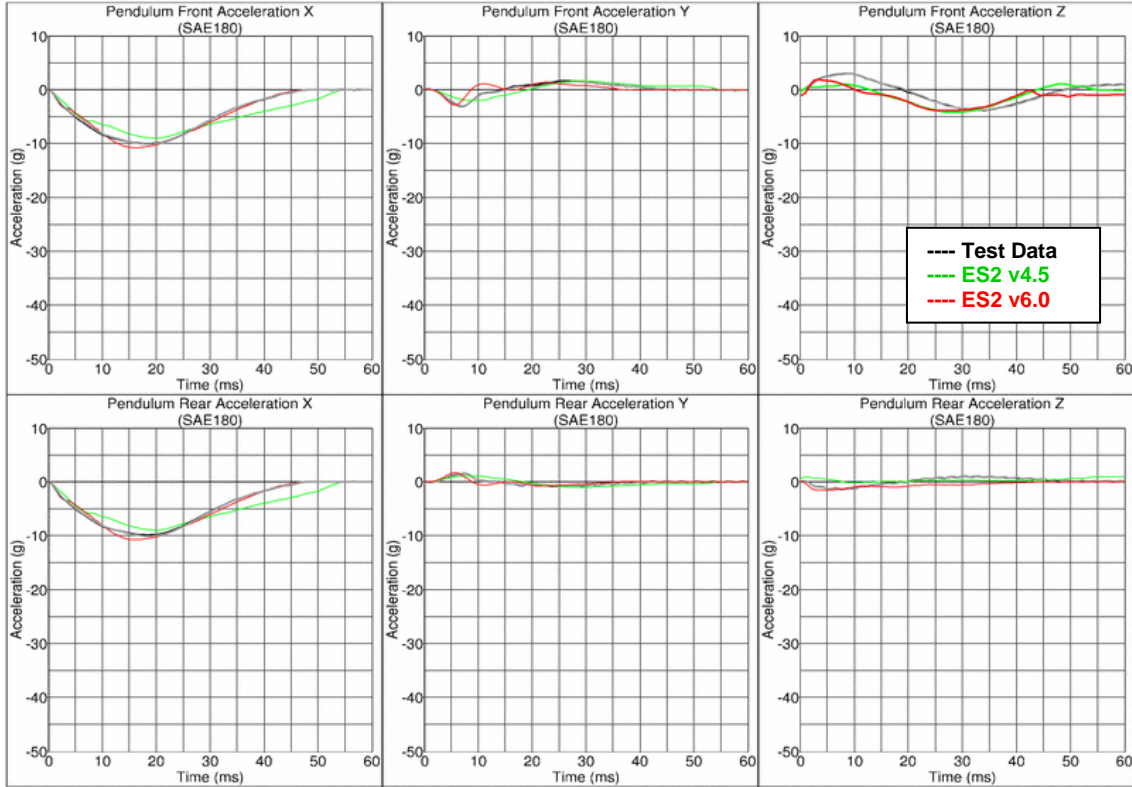 Pendulum Front Acceleration X
(SAE180)
10
0
-10
-20
-30
-40
-50
Acceleration (g)
0 10 20 30 40 50 60
Time (ms)
Pendulum Front Acceleration Y
(SAE180)
10
0
-10
-20
-30
-40
-50
Acceleration (g)
0 10 20 30 40 50 60
Time (ms)
Pendulum Front Acceleration Z
(SAE180)
10
0
-10
-20
-30
-40
-50
Acceleration (g)
0 10 20 30 40 50 60
Time (ms)
---- Test Data
---- ES2 v4.5
---- ES2 v6.0
Pendulum Rear Acceleration X
(SAE180)
10
0
-10
-20
-30
-40
-50
Acceleration (g)
0 10 20 30 40 50 60
Time (ms)
Pendulum Rear Acceleration Y
(SAE180)
10
0
-10
-20
-30
-40
-50
Acceleration (g)
0 10 20 30 40 50 60
Time (ms)
Pendulum Rear Acceleration Z
(SAE180)
10
0
-10
-20
-30
-40
-50
Acceleration (g)
0 10 20 30 40 50 60
Time (ms)